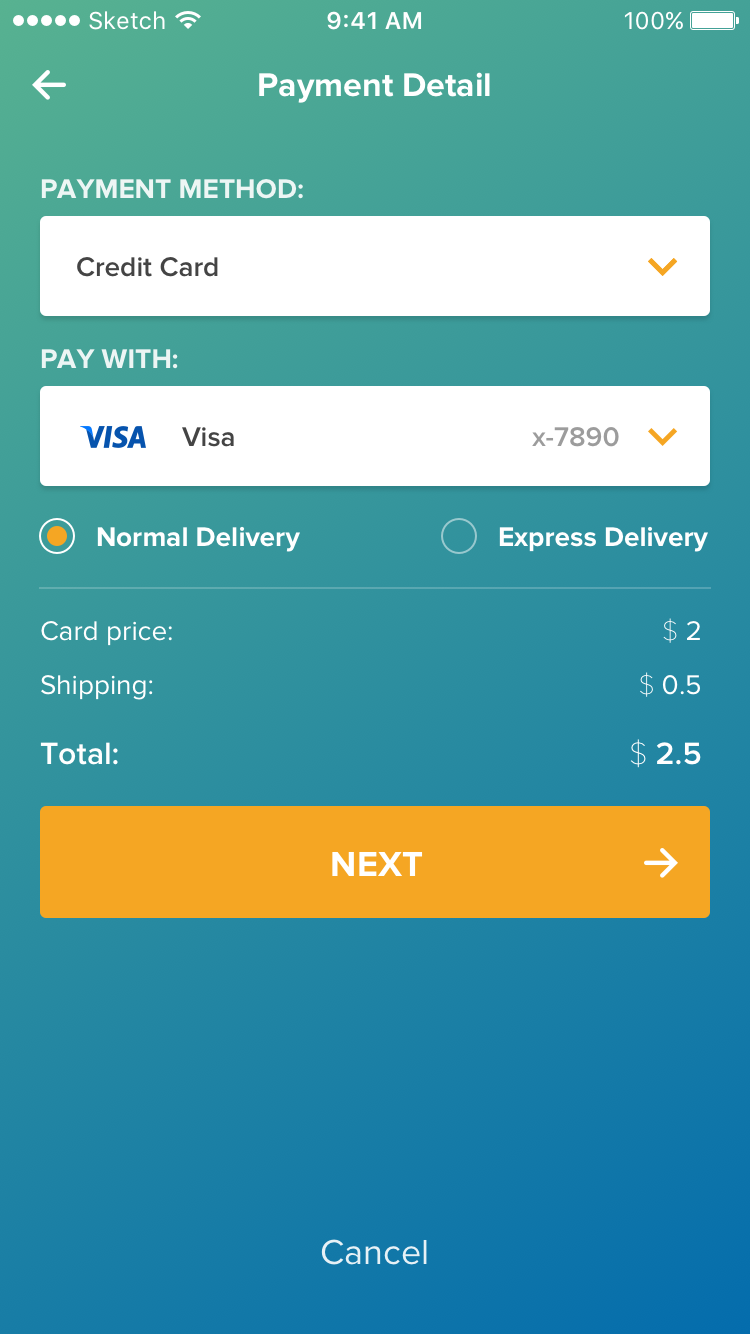 Sketch 9:41 AM 100%
Payment Detail
PAYMENT METHOD:
Credit Card
PAY WITH:
VISA Visa x-7890
Normal Delivery Express Delivery
Card price: $ 2
Shipping: $ 0.5
Total: $ 2.5
NEXT
Cancel